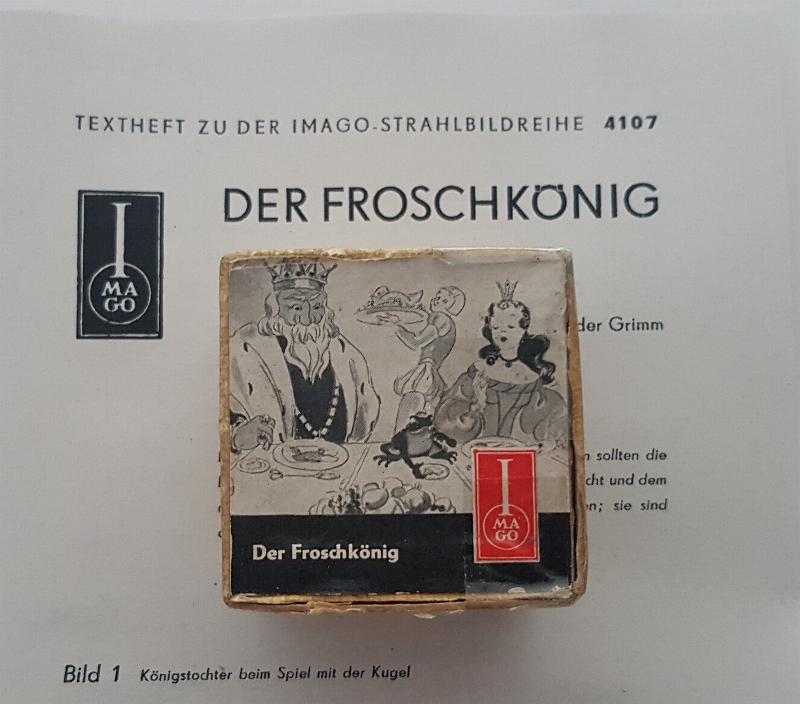 TEXTHEFT ZU DER IMAGO-STRAHLBILDREIHE 4107
I
MA
GO
DER FROSCHKÖNIG
der Grimm
sollten die
und dem
sie sind
I
MA
GO
Der Froschkönig
Bild 1 Königstochter beim Spiel mit der Kugel